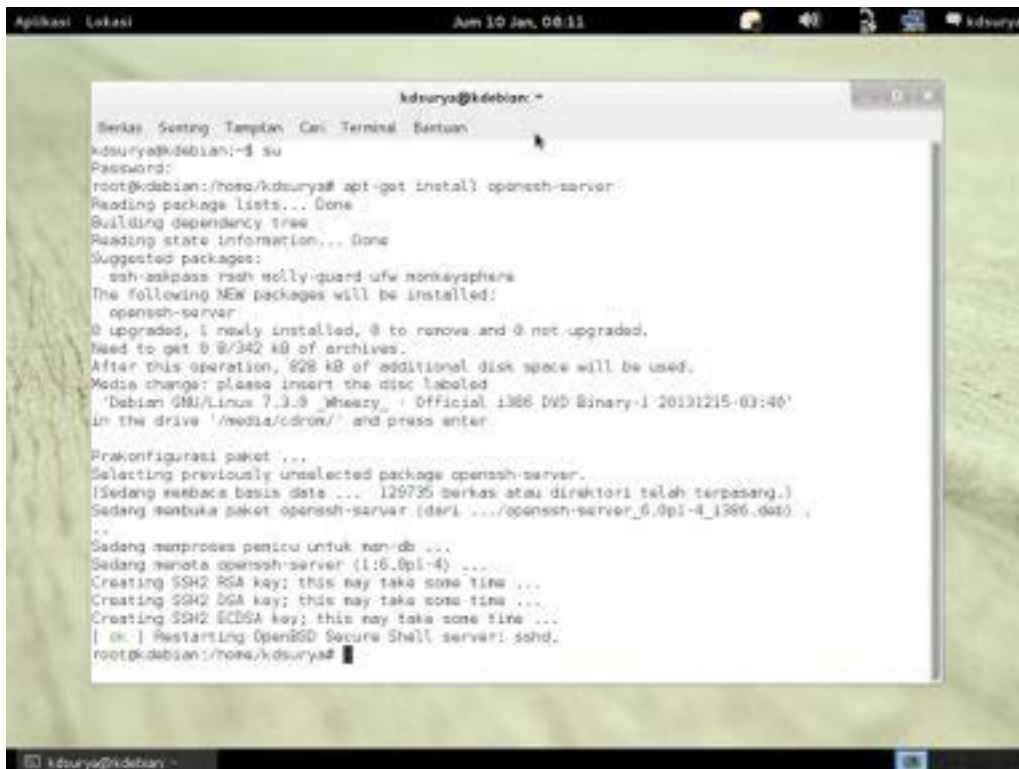 Aplikasi Lokasi
Jum 10 Jan, 08:11
kdsurya
kdsurya@kdebian: ~
Berkas Sunting Tampilan Cari Terminal Bantuan
kdsurya@kdebian:~$ su
Password:
root@kdebian:/home/kdsurya# apt-get install openssh-server
Reading package lists... Done
Building dependency tree
Reading state information... Done
Suggested packages:
ssh-askpass rssh molly-guard ufw monkeysphere
The following NEW packages will be installed:
openssh-server
0 upgraded, 1 newly installed, 0 to remove and 0 not upgraded.
Need to get 0 B/342 kB of archives.
After this operation, 828 kB of additional disk space will be used.
Media change: please insert the disc labeled
'Debian GNU/Linux 7.3.0 _Wheezy_ - Official i386 DVD Binary-1 20131215-03:40'
in the drive '/media/cdrom/' and press enter
Prakonfigurasi paket ...
Selecting previously unselected package openssh-server.
(Sedang membaca basis data ... 129735 berkas atau direktori telah terpasang.)
Sedang membuka paket openssh-server (dari .../openssh-server_6.0p1-4_i386.deb) .
..
Sedang memproses pemicu untuk man-db ...
Sedang menata openssh-server (1:6.0p1-4) ...
Creating SSH2 RSA key; this may take some time ...
Creating SSH2 DSA key; this may take some time ...
Creating SSH2 ECDSA key; this may take some time ...
[ ok ] Restarting OpenBSD Secure Shell server: sshd.
root@kdebian:/home/kdsurya#
kdsurya@kdebian: ~